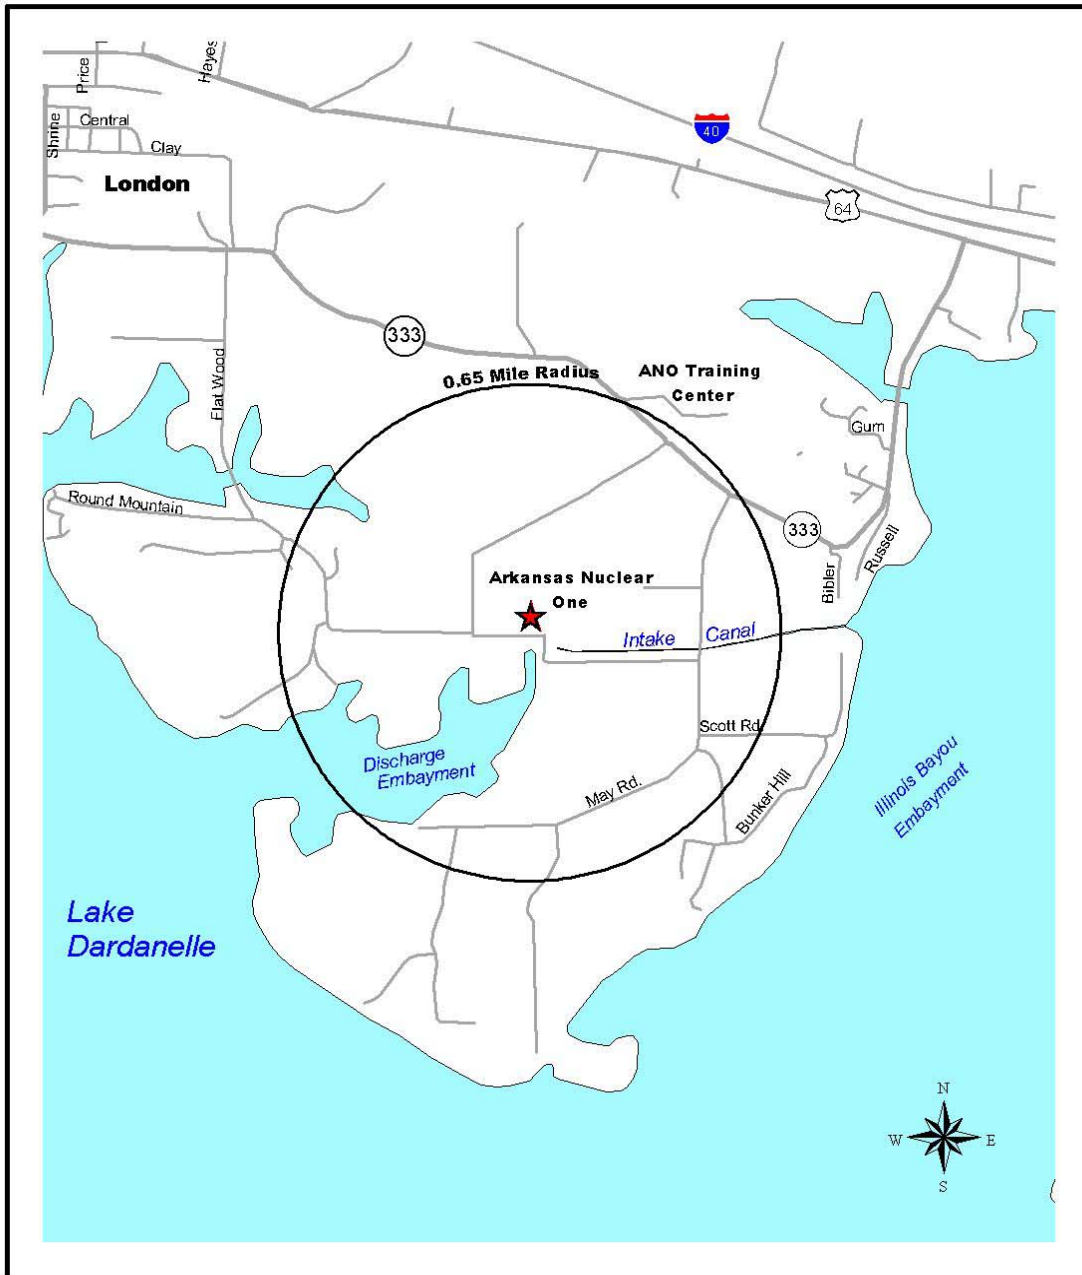 Price
Hayes
Shrine
Central
Clay
40
London
64
333
0.65 Mile Radius
ANO Training
Center
Flat Wood
Gum
Round Mountain
333
Russell
Bibler
Arkansas Nuclear
One
Intake Canal
Scott Rd.
Discharge
Embayment
May Rd.
Bunker Hill
Illinois Bayou
Embayment
Lake
Dardanelle
N
W E
S